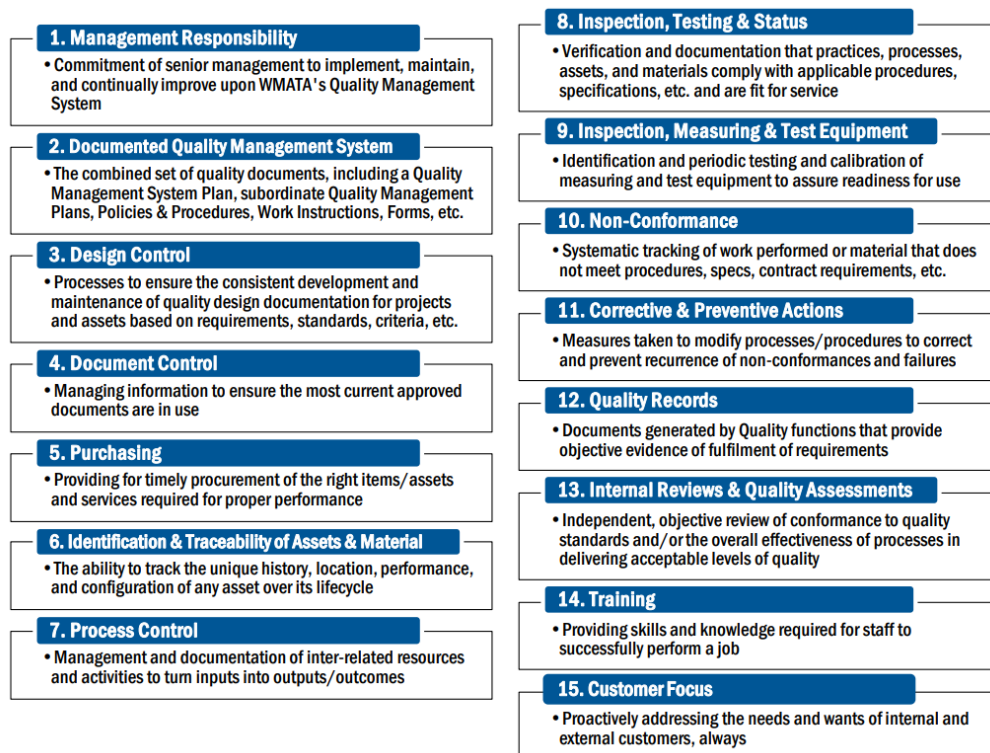 1. Management Responsibility
• Commitment of senior management to implement, maintain,
and continually improve upon WMATA's Quality Management
System
2. Documented Quality Management System
• The combined set of quality documents, including a Quality
Management System Plan, subordinate Quality Management
Plans, Policies & Procedures, Work Instructions, Forms, etc.
3. Design Control
• Processes to ensure the consistent development and
maintenance of quality design documentation for projects
and assets based on requirements, standards, criteria, etc.
4. Document Control
• Managing information to ensure the most current approved
documents are in use
5. Purchasing
• Providing for timely procurement of the right items/assets
and services required for proper performance
6. Identification & Traceability of Assets & Material
• The ability to track the unique history, location, performance,
and configuration of any asset over its lifecycle
7. Process Control
• Management and documentation of inter-related resources
and activities to turn inputs into outputs/outcomes
8. Inspection, Testing & Status
• Verification and documentation that practices, processes,
assets, and materials comply with applicable procedures,
specifications, etc. and are fit for service
9. Inspection, Measuring & Test Equipment
• Identification and periodic testing and calibration of
measuring and test equipment to assure readiness for use
10. Non-Conformance
• Systematic tracking of work performed or material that does
not meet procedures, specs, contract requirements, etc.
11. Corrective & Preventive Actions
• Measures taken to modify processes/procedures to correct
and prevent recurrence of non-conformances and failures
12. Quality Records
• Documents generated by Quality functions that provide
objective evidence of fulfilment of requirements
13. Internal Reviews & Quality Assessments
• Independent, objective review of conformance to quality
standards and/or the overall effectiveness of processes in
delivering acceptable levels of quality
14. Training
• Providing skills and knowledge required for staff to
successfully perform a job
15. Customer Focus
• Proactively addressing the needs and wants of internal and
external customers, always